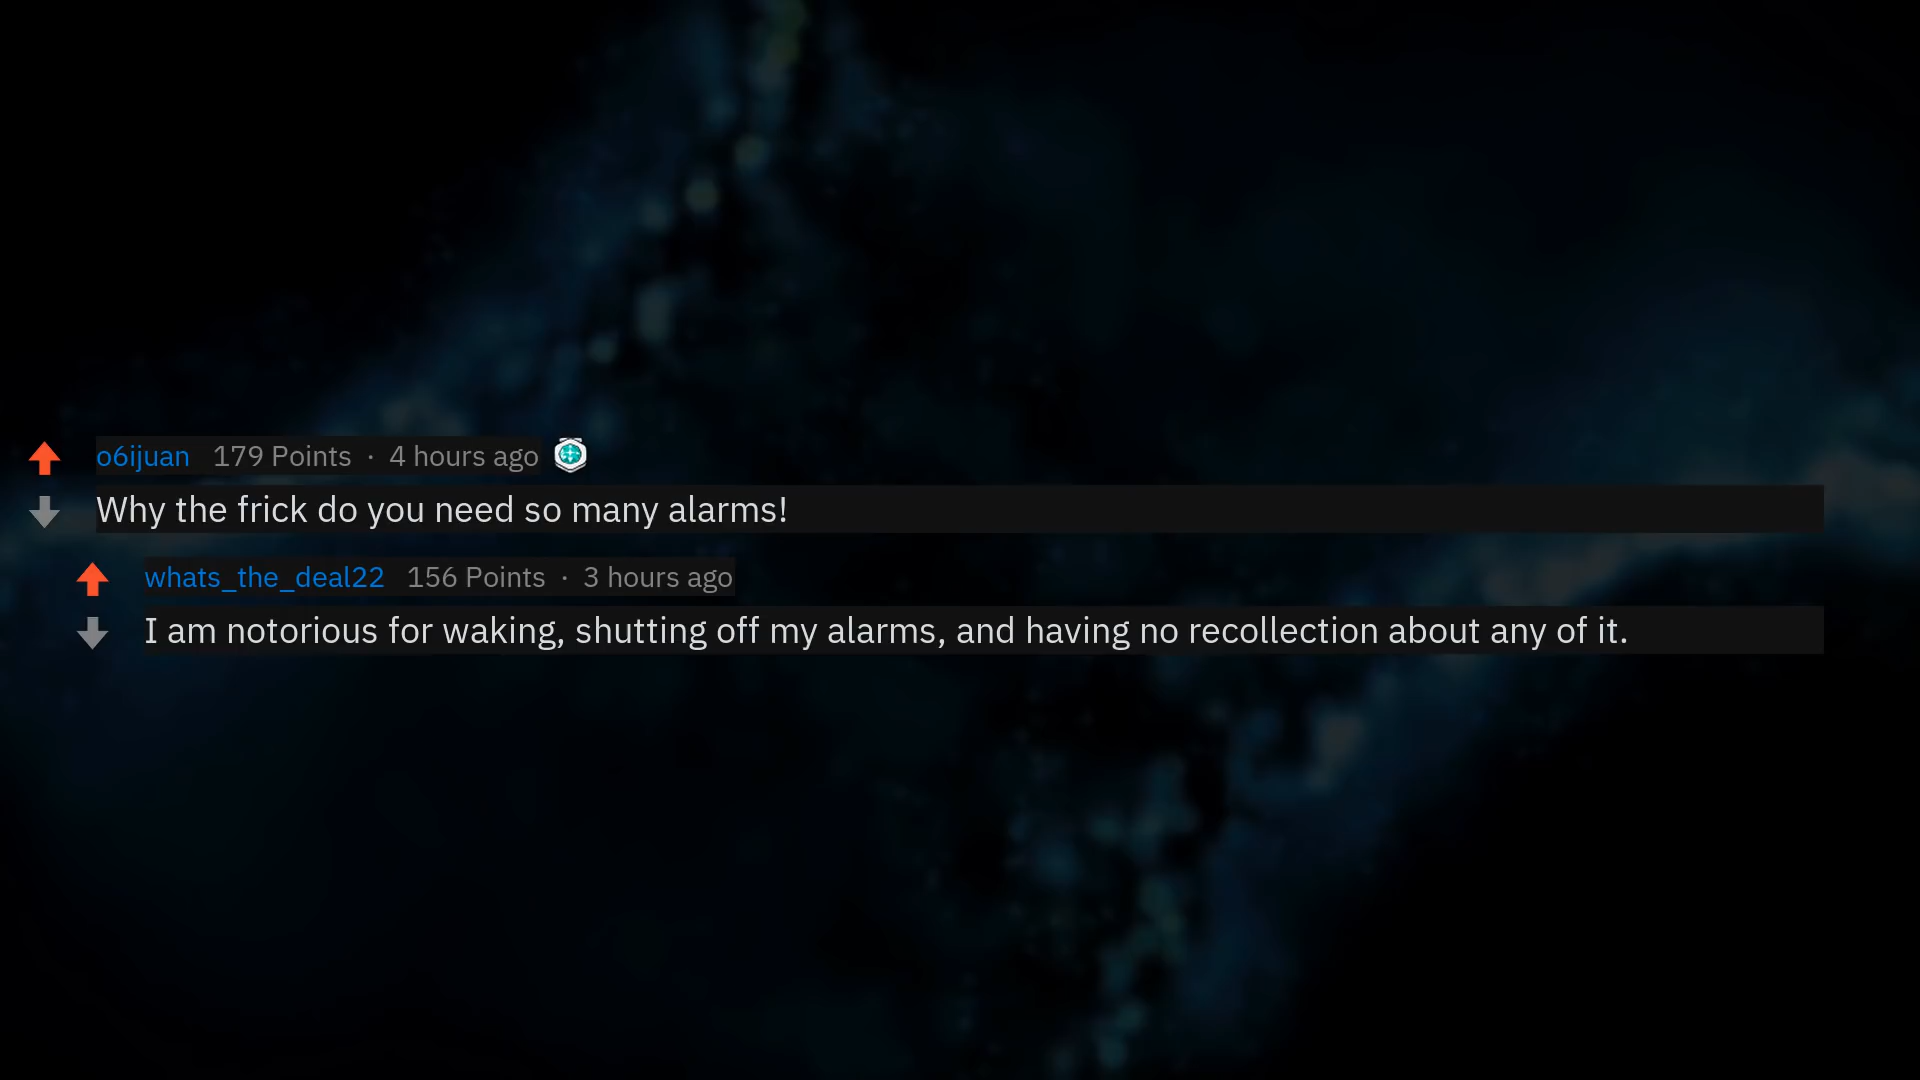 o6ijuan 179 Points · 4 hours ago
Why the frick do you need so many alarms!
whats_the_deal22 156 Points · 3 hours ago
I am notorious for waking, shutting off my alarms, and having no recollection about any of it.